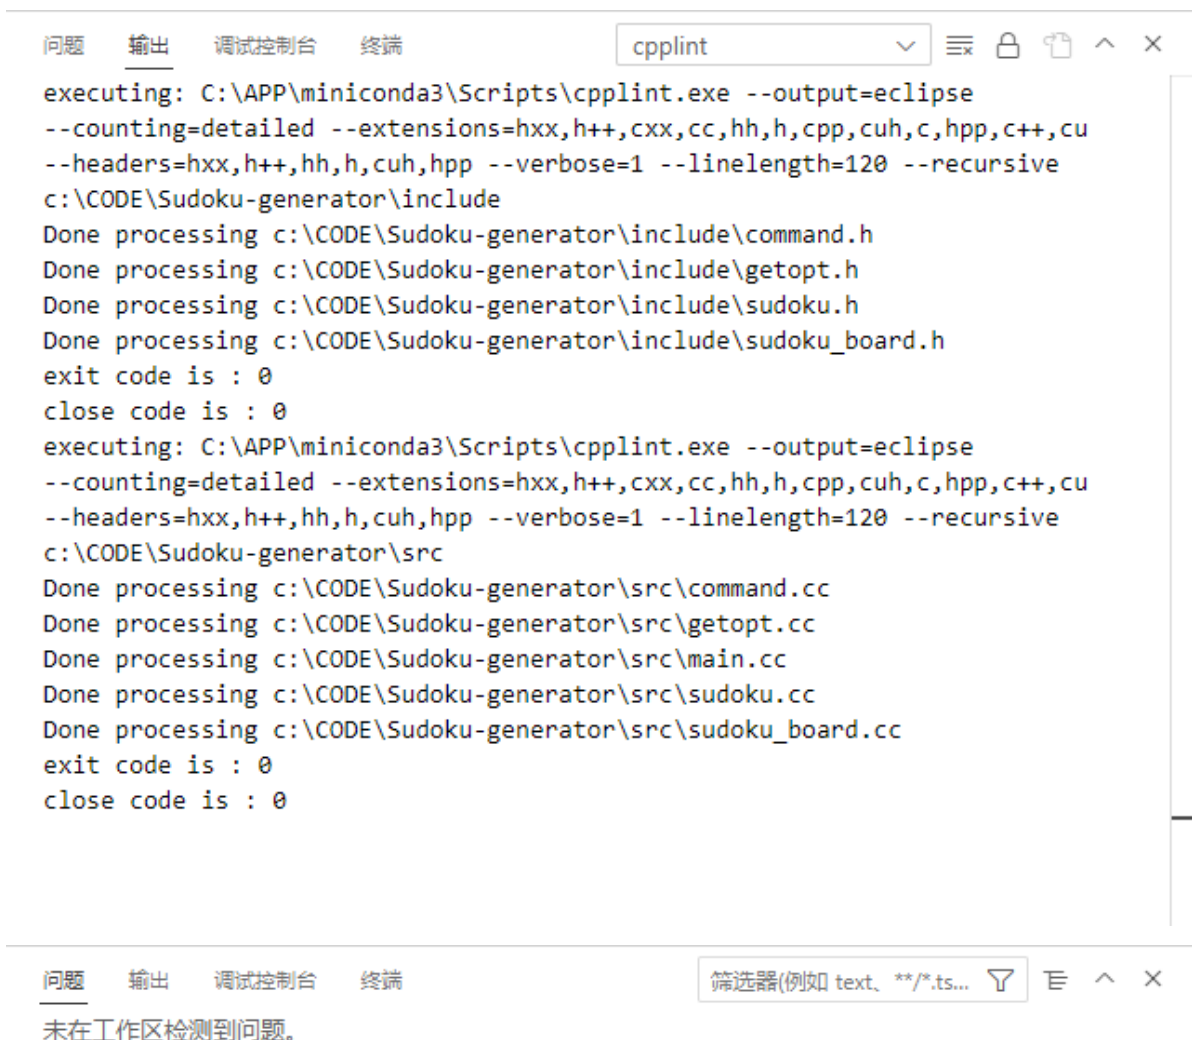 问题 输出 调试控制台 终端 cpplint
executing: C:\APP\miniconda3\Scripts\cpplint.exe --output=eclipse
--counting=detailed --extensions=hxx,h++,cxx,cc,hh,h,cpp,cuh,c,hpp,c++,cu
--headers=hxx,h++,hh,h,cuh,hpp --verbose=1 --linelength=120 --recursive
c:\CODE\Sudoku-generator\include
Done processing c:\CODE\Sudoku-generator\include\command.h
Done processing c:\CODE\Sudoku-generator\include\getopt.h
Done processing c:\CODE\Sudoku-generator\include\sudoku.h
Done processing c:\CODE\Sudoku-generator\include\sudoku_board.h
exit code is : 0
close code is : 0
executing: C:\APP\miniconda3\Scripts\cpplint.exe --output=eclipse
--counting=detailed --extensions=hxx,h++,cxx,cc,hh,h,cpp,cuh,c,hpp,c++,cu
--headers=hxx,h++,hh,h,cuh,hpp --verbose=1 --linelength=120 --recursive
c:\CODE\Sudoku-generator\src
Done processing c:\CODE\Sudoku-generator\src\command.cc
Done processing c:\CODE\Sudoku-generator\src\getopt.cc
Done processing c:\CODE\Sudoku-generator\src\main.cc
Done processing c:\CODE\Sudoku-generator\src\sudoku.cc
Done processing c:\CODE\Sudoku-generator\src\sudoku_board.cc
exit code is : 0
close code is : 0
问题 输出 调试控制台 终端 筛选器(例如 text、**/*.ts...
未在工作区检测到问题。